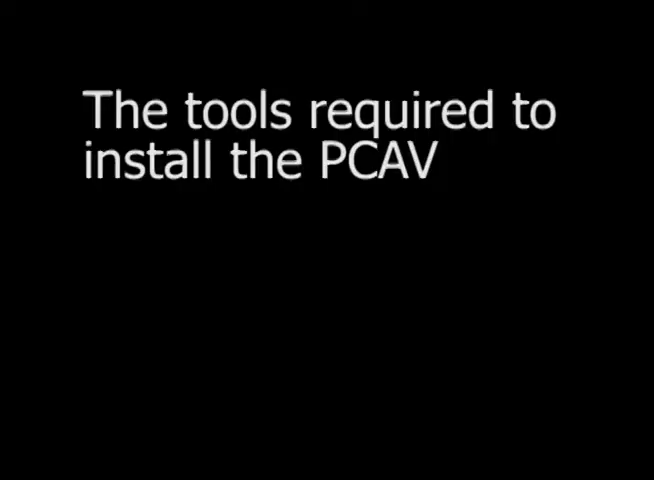 The tools required to
install the PCAV